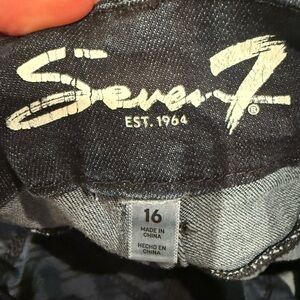 Seven7®
EST. 1964
16
MADE IN
CHINA
HECHO EN
CHINA